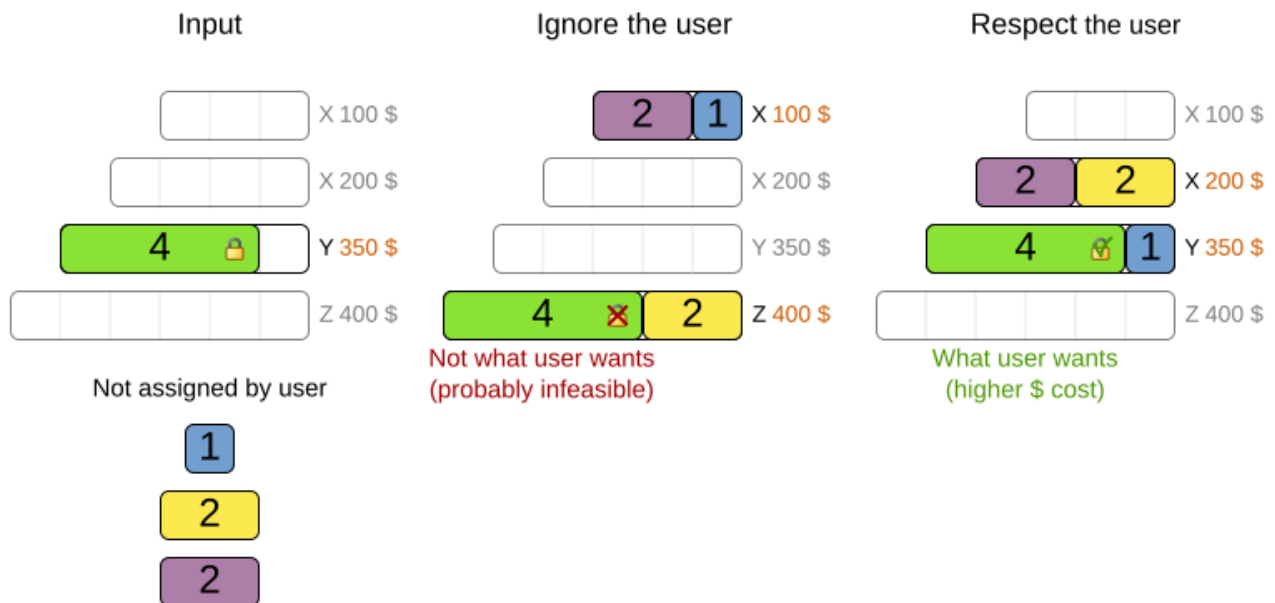 Input
X 100 $
X 200 $
4 Y 350 $
Z 400 $
Not assigned by user
1
2
2
Ignore the user
2 1 X 100 $
X 200 $
Y 350 $
4 2 Z 400 $
Not what user wants
(probably infeasible)
Respect the user
X 100 $
2 2 X 200 $
4 1 Y 350 $
Z 400 $
What user wants
(higher $ cost)